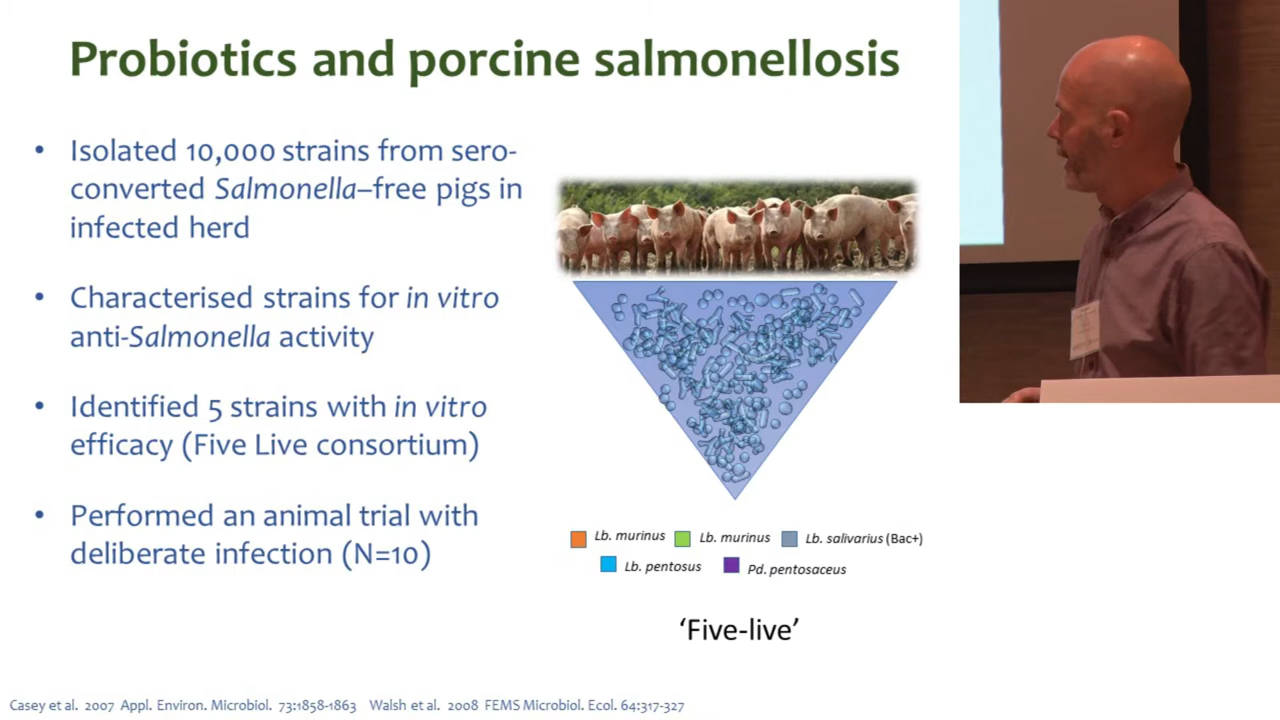 Probiotics and porcine salmonellosis
• Isolated 10,000 strains from sero-
converted Salmonella–free pigs in
infected herd
• Characterised strains for in vitro
anti-Salmonella activity
• Identified 5 strains with in vitro
efficacy (Five Live consortium)
• Performed an animal trial with
deliberate infection (N=10)
Lb. murinus Lb. murinus Lb. salivarius (Bac+)
Lb. pentosus Pd. pentosaceus
‘Five-live’
Casey et al. 2007 Appl. Environ. Microbiol. 73:1858-1863 Walsh et al. 2008 FEMS Microbiol. Ecol. 64:317-327